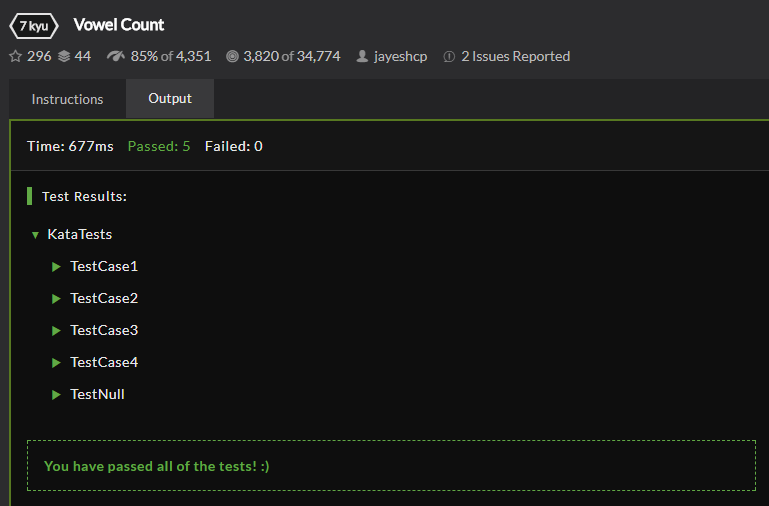 7 kyu Vowel Count
296 44 85% of 4,351 3,820 of 34,774 jayeshcp 2 Issues Reported
Instructions Output
Time: 677ms Passed: 5 Failed: 0
Test Results:
KataTests
TestCase1
TestCase2
TestCase3
TestCase4
TestNull
You have passed all of the tests! :)